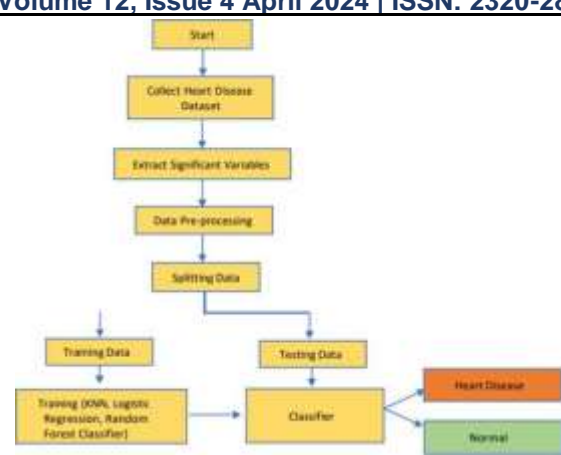 Volume 12, Issue 4 April 2024 | ISSN: 2320-28
Start
Collect Heart Disease
Dataset
Extract Significant Variables
Data Pre-processing
Splitting Data
Training Data
Testing Data
Training (KNN, Logistic
Regression, Random
Forest Classifier)
Classifier
Heart Disease
Normal